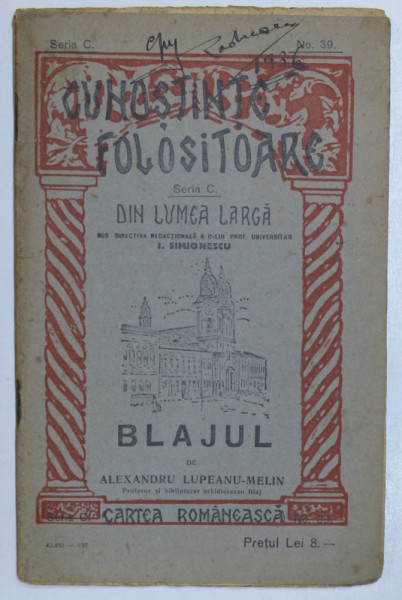 Seria C. No. 39.
CUNOȘTINȚE
FOLOSITOARE
Seria C.
DIN LUMEA LARGĂ
SUB DIRECTIVA REDACȚIONALĂ A D-LUI PROF. UNIVERSITAR
I. SIMIONESCU
BLAJUL
DE
ALEXANDRU LUPEANU-MELIN
Profesor și bibliotecar arhidiecezan Blaj
CARTEA ROMÂNEASCĂ
Prețul Lei 8.—